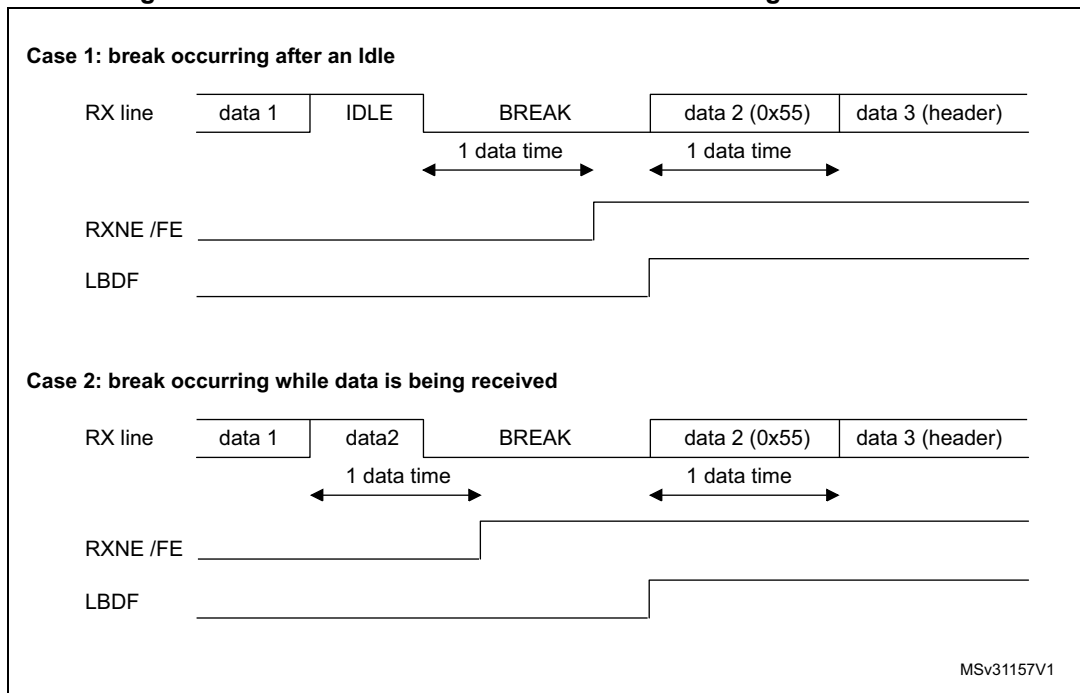 Case 1: break occurring after an Idle
RX line data 1 IDLE BREAK data 2 (0x55) data 3 (header)
1 data time 1 data time
RXNE /FE
LBDF
Case 2: break occurring while data is being received
RX line data 1 data2 BREAK data 2 (0x55) data 3 (header)
1 data time 1 data time
RXNE /FE
LBDF
MSv31157V1